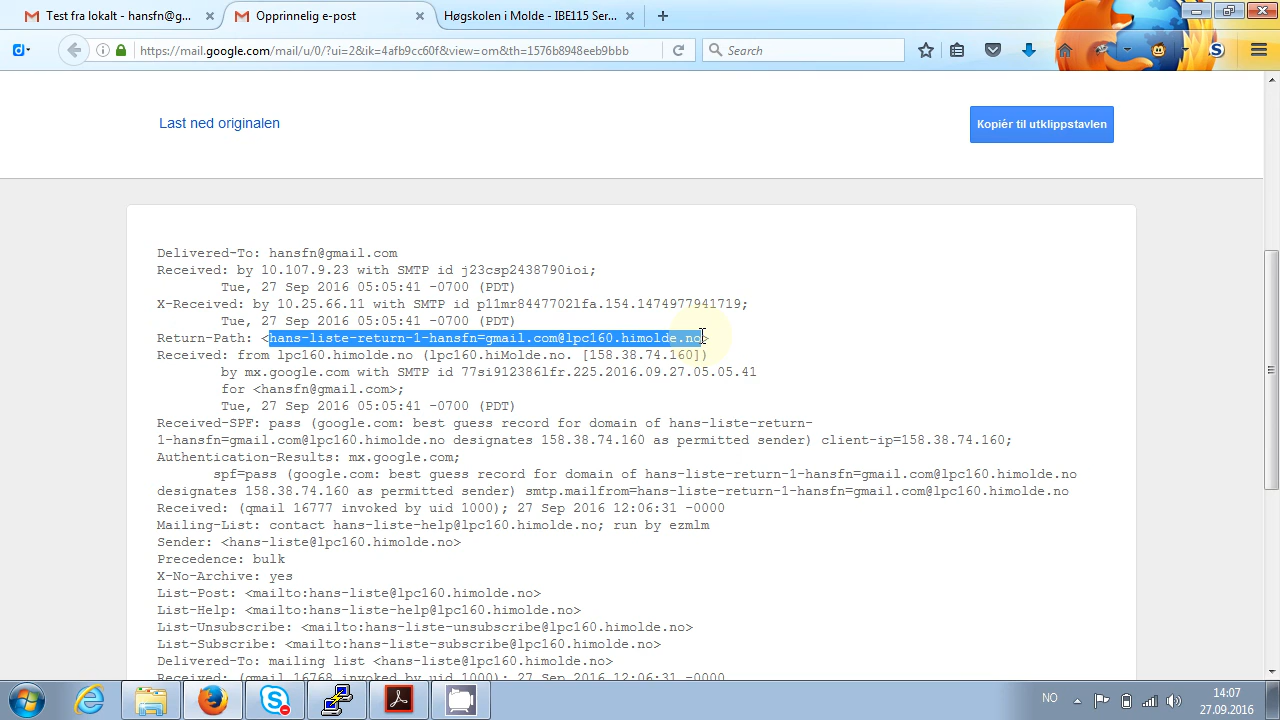 Test fra lokalt - hansfn@g...
Opprinnelig e-post
Høgskolen i Molde - IBE115 Ser...
https://mail.google.com/mail/u/0/?ui=2&ik=4afb9cc60f&view=om&th=1576b8948eeb9bbb
Search
Last ned originalen
Kopiér til utklippstavlen
Delivered-To: hansfn@gmail.com
Received: by 10.107.9.23 with SMTP id j23csp2438790ioi;
Tue, 27 Sep 2016 05:05:41 -0700 (PDT)
X-Received: by 10.25.66.11 with SMTP id p11mr8447702lfa.154.1474977941719;
Tue, 27 Sep 2016 05:05:41 -0700 (PDT)
Return-Path: <hans-liste-return-1-hansfn=gmail.com@lpc160.himolde.no>
Received: from lpc160.himolde.no (lpc160.hiMolde.no. [158.38.74.160])
by mx.google.com with SMTP id 77si912386lfr.225.2016.09.27.05.05.41
for <hansfn@gmail.com>;
Tue, 27 Sep 2016 05:05:41 -0700 (PDT)
Received-SPF: pass (google.com: best guess record for domain of hans-liste-return-
1-hansfn=gmail.com@lpc160.himolde.no designates 158.38.74.160 as permitted sender) client-ip=158.38.74.160;
Authentication-Results: mx.google.com;
spf=pass (google.com: best guess record for domain of hans-liste-return-1-hansfn=gmail.com@lpc160.himolde.no
designates 158.38.74.160 as permitted sender) smtp.mailfrom=hans-liste-return-1-hansfn=gmail.com@lpc160.himolde.no
Received: (qmail 16777 invoked by uid 1000); 27 Sep 2016 12:06:31 -0000
Mailing-List: contact hans-liste-help@lpc160.himolde.no; run by ezmlm
Sender: <hans-liste@lpc160.himolde.no>
Precedence: bulk
X-No-Archive: yes
List-Post: <mailto:hans-liste@lpc160.himolde.no>
List-Help: <mailto:hans-liste-help@lpc160.himolde.no>
List-Unsubscribe: <mailto:hans-liste-unsubscribe@lpc160.himolde.no>
List-Subscribe: <mailto:hans-liste-subscribe@lpc160.himolde.no>
Delivered-To: mailing list <hans-liste@lpc160.himolde.no>
Received: (qmail 16768 invoked by uid 1000); 27 Sep 2016 12:06:31 -0000
NO
14:07
27.09.2016